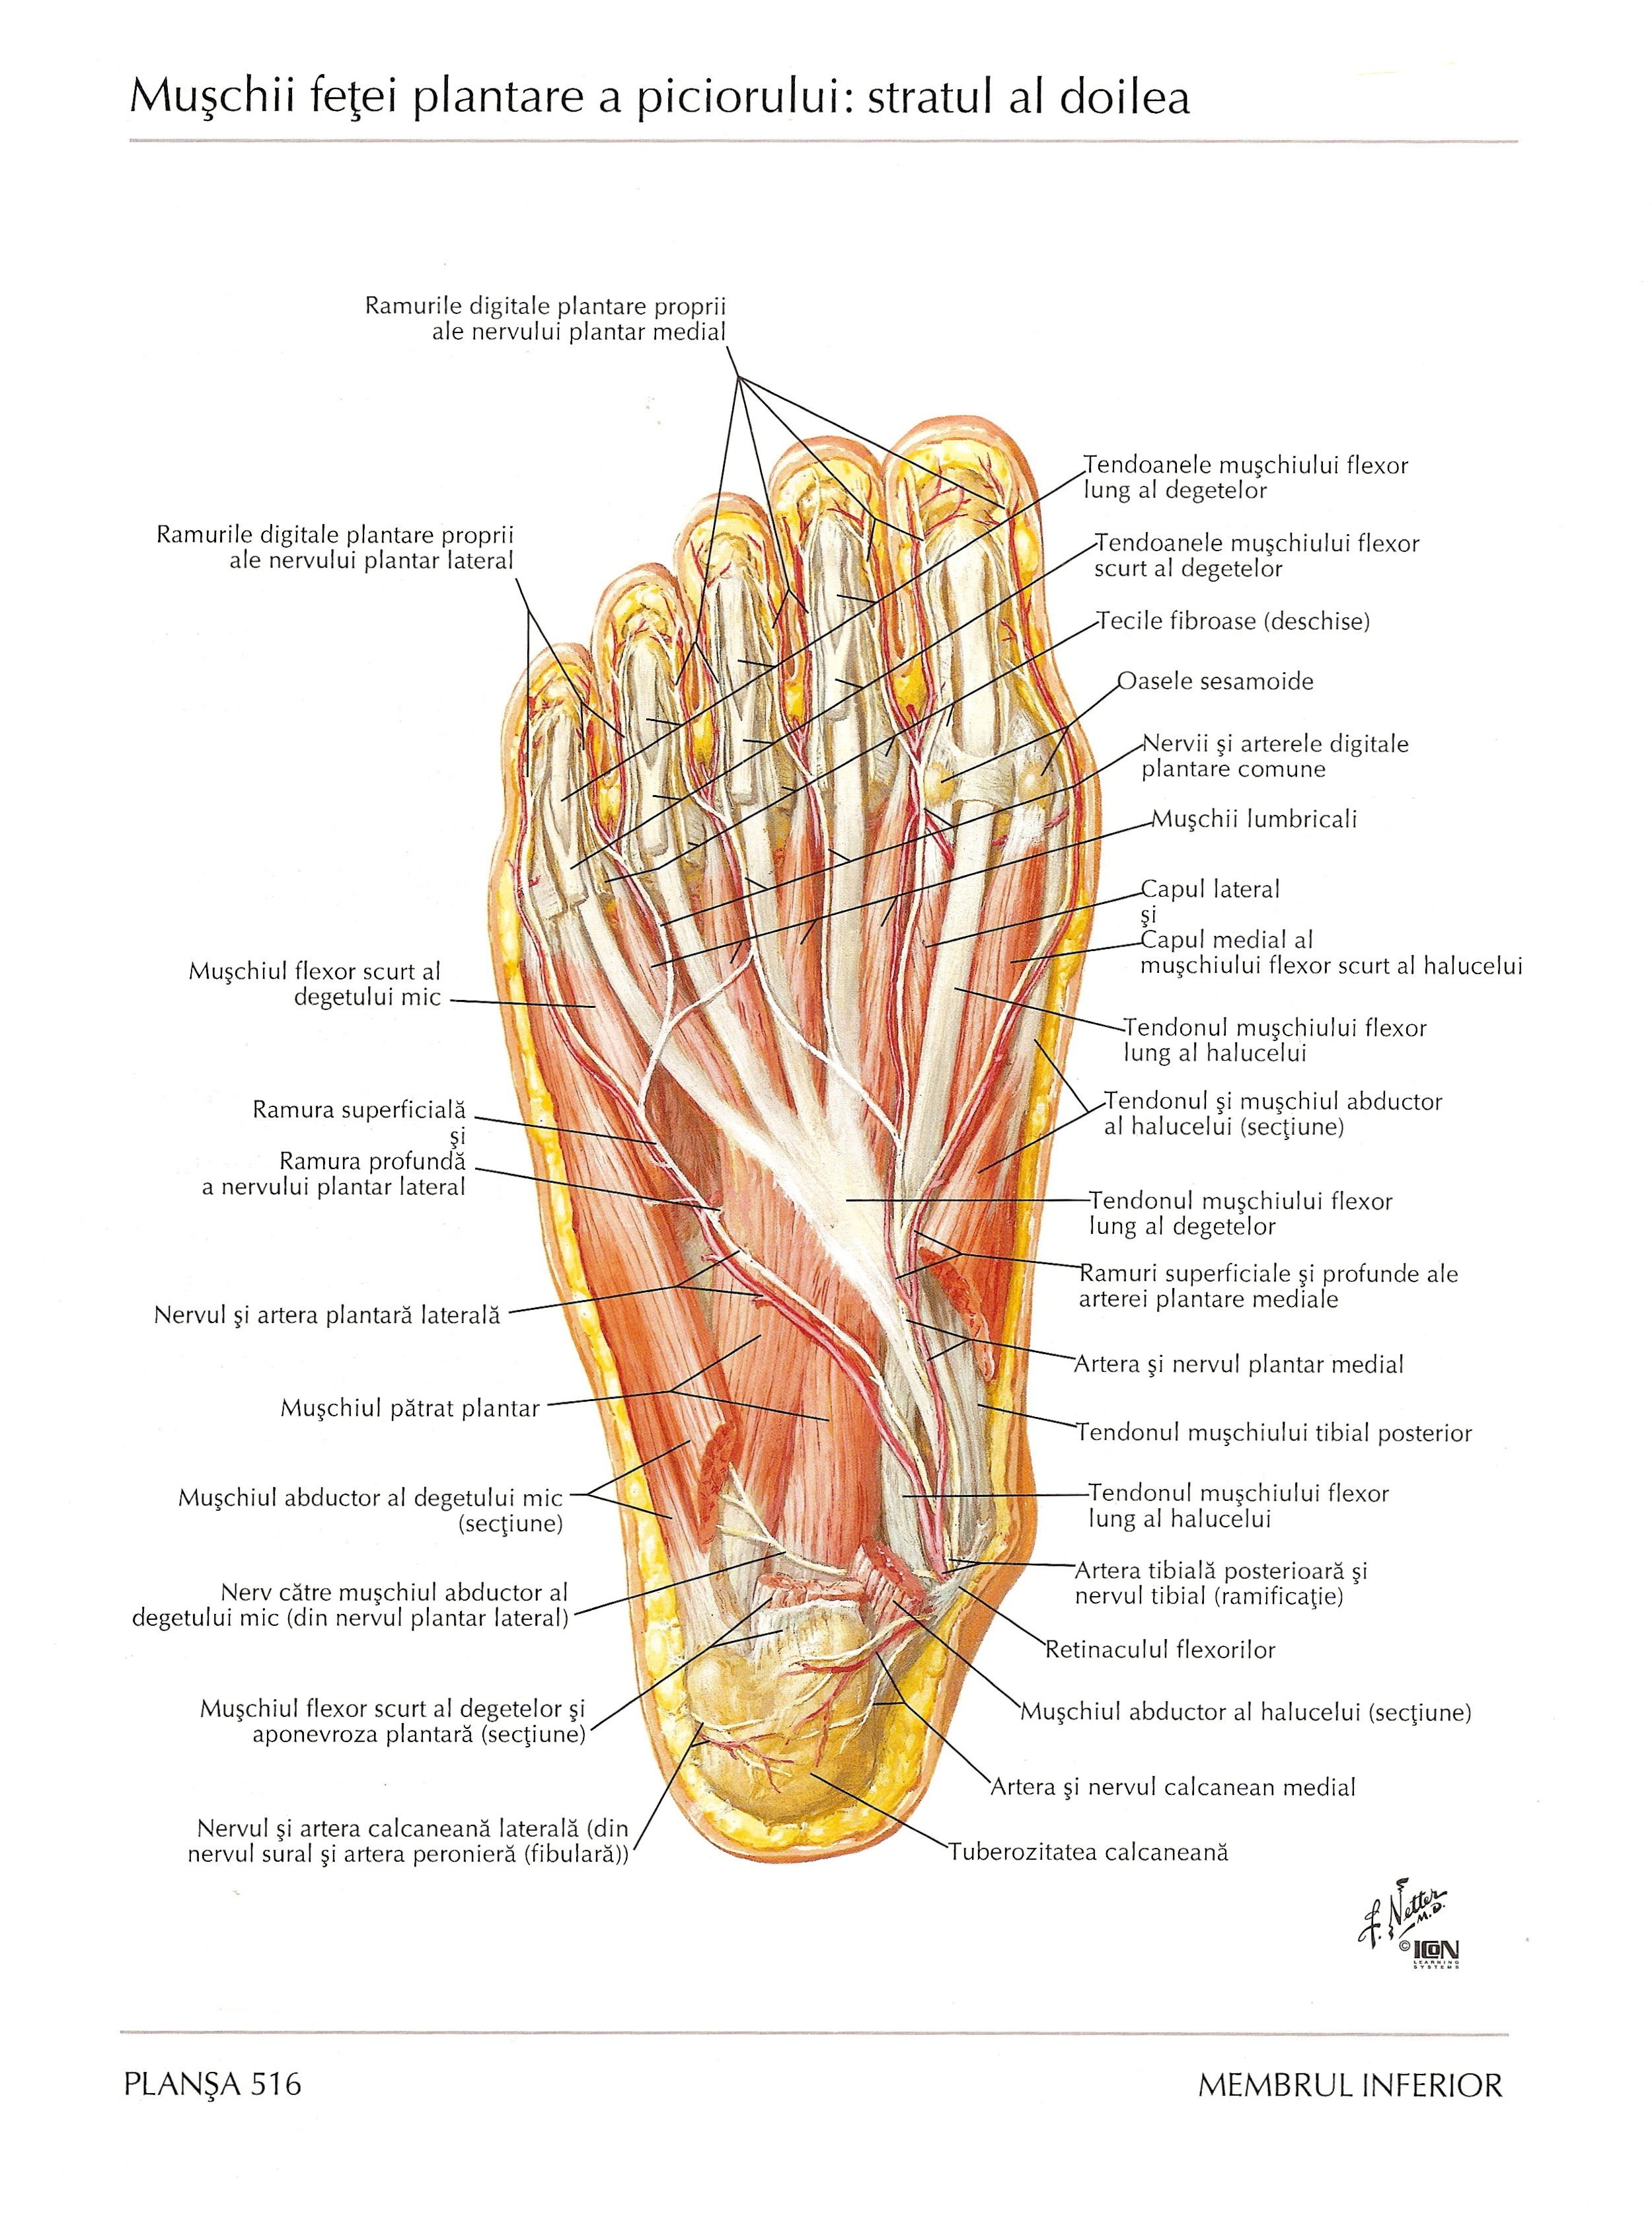 Muşchii feţei plantare a piciorului: stratul al doilea
Ramurile digitale plantare proprii
ale nervului plantar medial
Ramurile digitale plantare proprii
ale nervului plantar lateral
Muşchiul flexor scurt al
degetului mic
Ramura superficială
şi
Ramura profundă
a nervului plantar lateral
Nervul şi artera plantară laterală
Muşchiul pătrat plantar
Muşchiul abductor al degetului mic
(secţiune)
Nerv către muşchiul abductor al
degetului mic (din nervul plantar lateral)
Muşchiul flexor scurt al degetelor şi
aponevroza plantară (secţiune)
Nervul şi artera calcaneană laterală (din
nervul sural şi artera peronieră (fibulară))
Tendoanele muşchiului flexor
lung al degetelor
Tendoanele muşchiului flexor
scurt al degetelor
Tecile fibroase (deschise)
Oasele sesamoide
Nervii şi arterele digitale
plantare comune
Muşchii lumbricali
Capul lateral
şi
Capul medial al
muşchiului flexor scurt al halucelui
Tendonul muşchiului flexor
lung al halucelui
Tendonul şi muşchiul abductor
al halucelui (secţiune)
Tendonul muşchiului flexor
lung al degetelor
Ramuri superficiale şi profunde ale
arterei plantare mediale
Artera şi nervul plantar medial
Tendonul muşchiului tibial posterior
Tendonul muşchiului flexor
lung al halucelui
Artera tibială posterioară şi
nervul tibial (ramificaţie)
Retinaculul flexorilor
Muşchiul abductor al halucelui (secţiune)
Artera şi nervul calcanean medial
Tuberozitatea calcaneană
F. Netter
M.D.
© ICON
LEARNING
SYSTEMS
PLANŞA 516
MEMBRUL INFERIOR